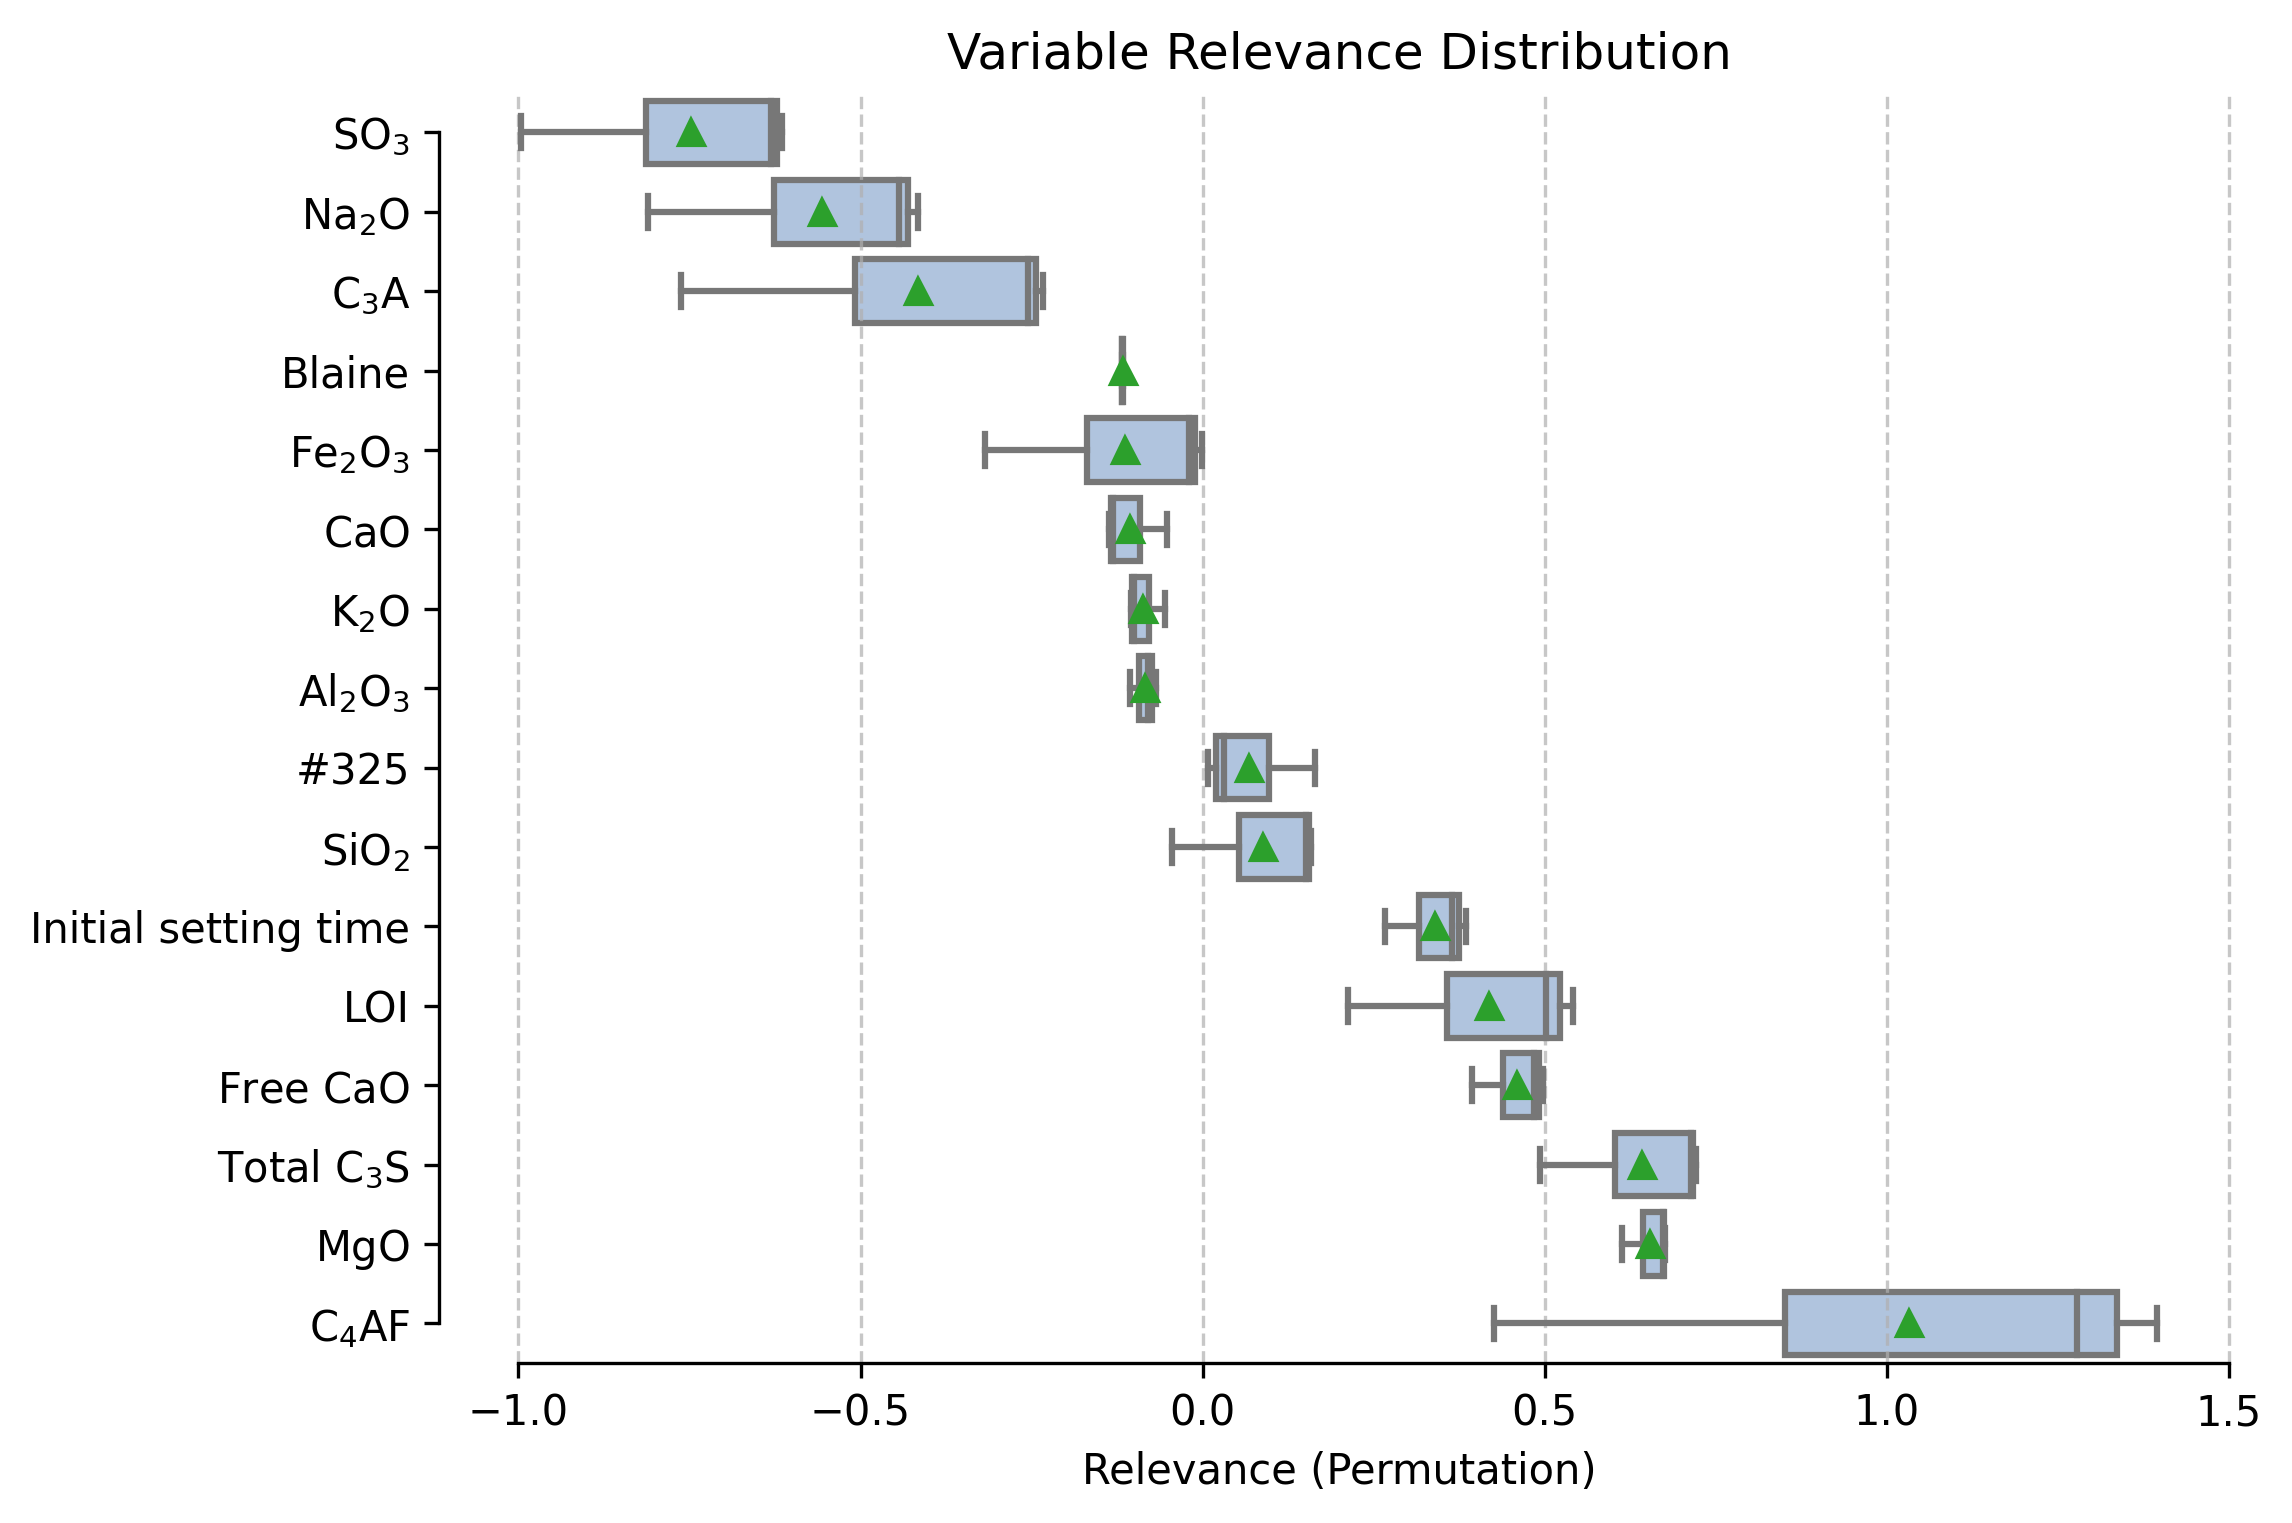 Variable Relevance Distribution
SO₃
Na₂O
C₃A
Blaine
Fe₂O₃
CaO
K₂O
Al₂O₃
#325
SiO₂
Initial setting time
LOI
Free CaO
Total C₃S
MgO
C₄AF
−1.0 −0.5 0.0 0.5 1.0 1.5
Relevance (Permutation)